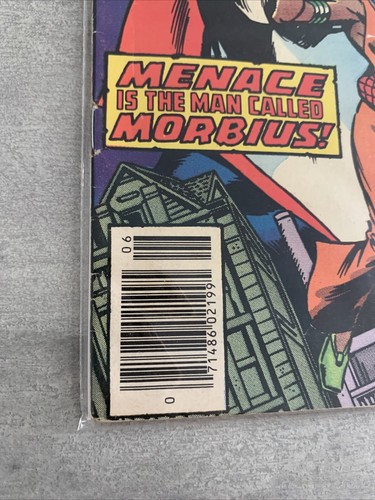 MENACE
IS THE MAN CALLED
MORBIUS!
06
71486 02199
0